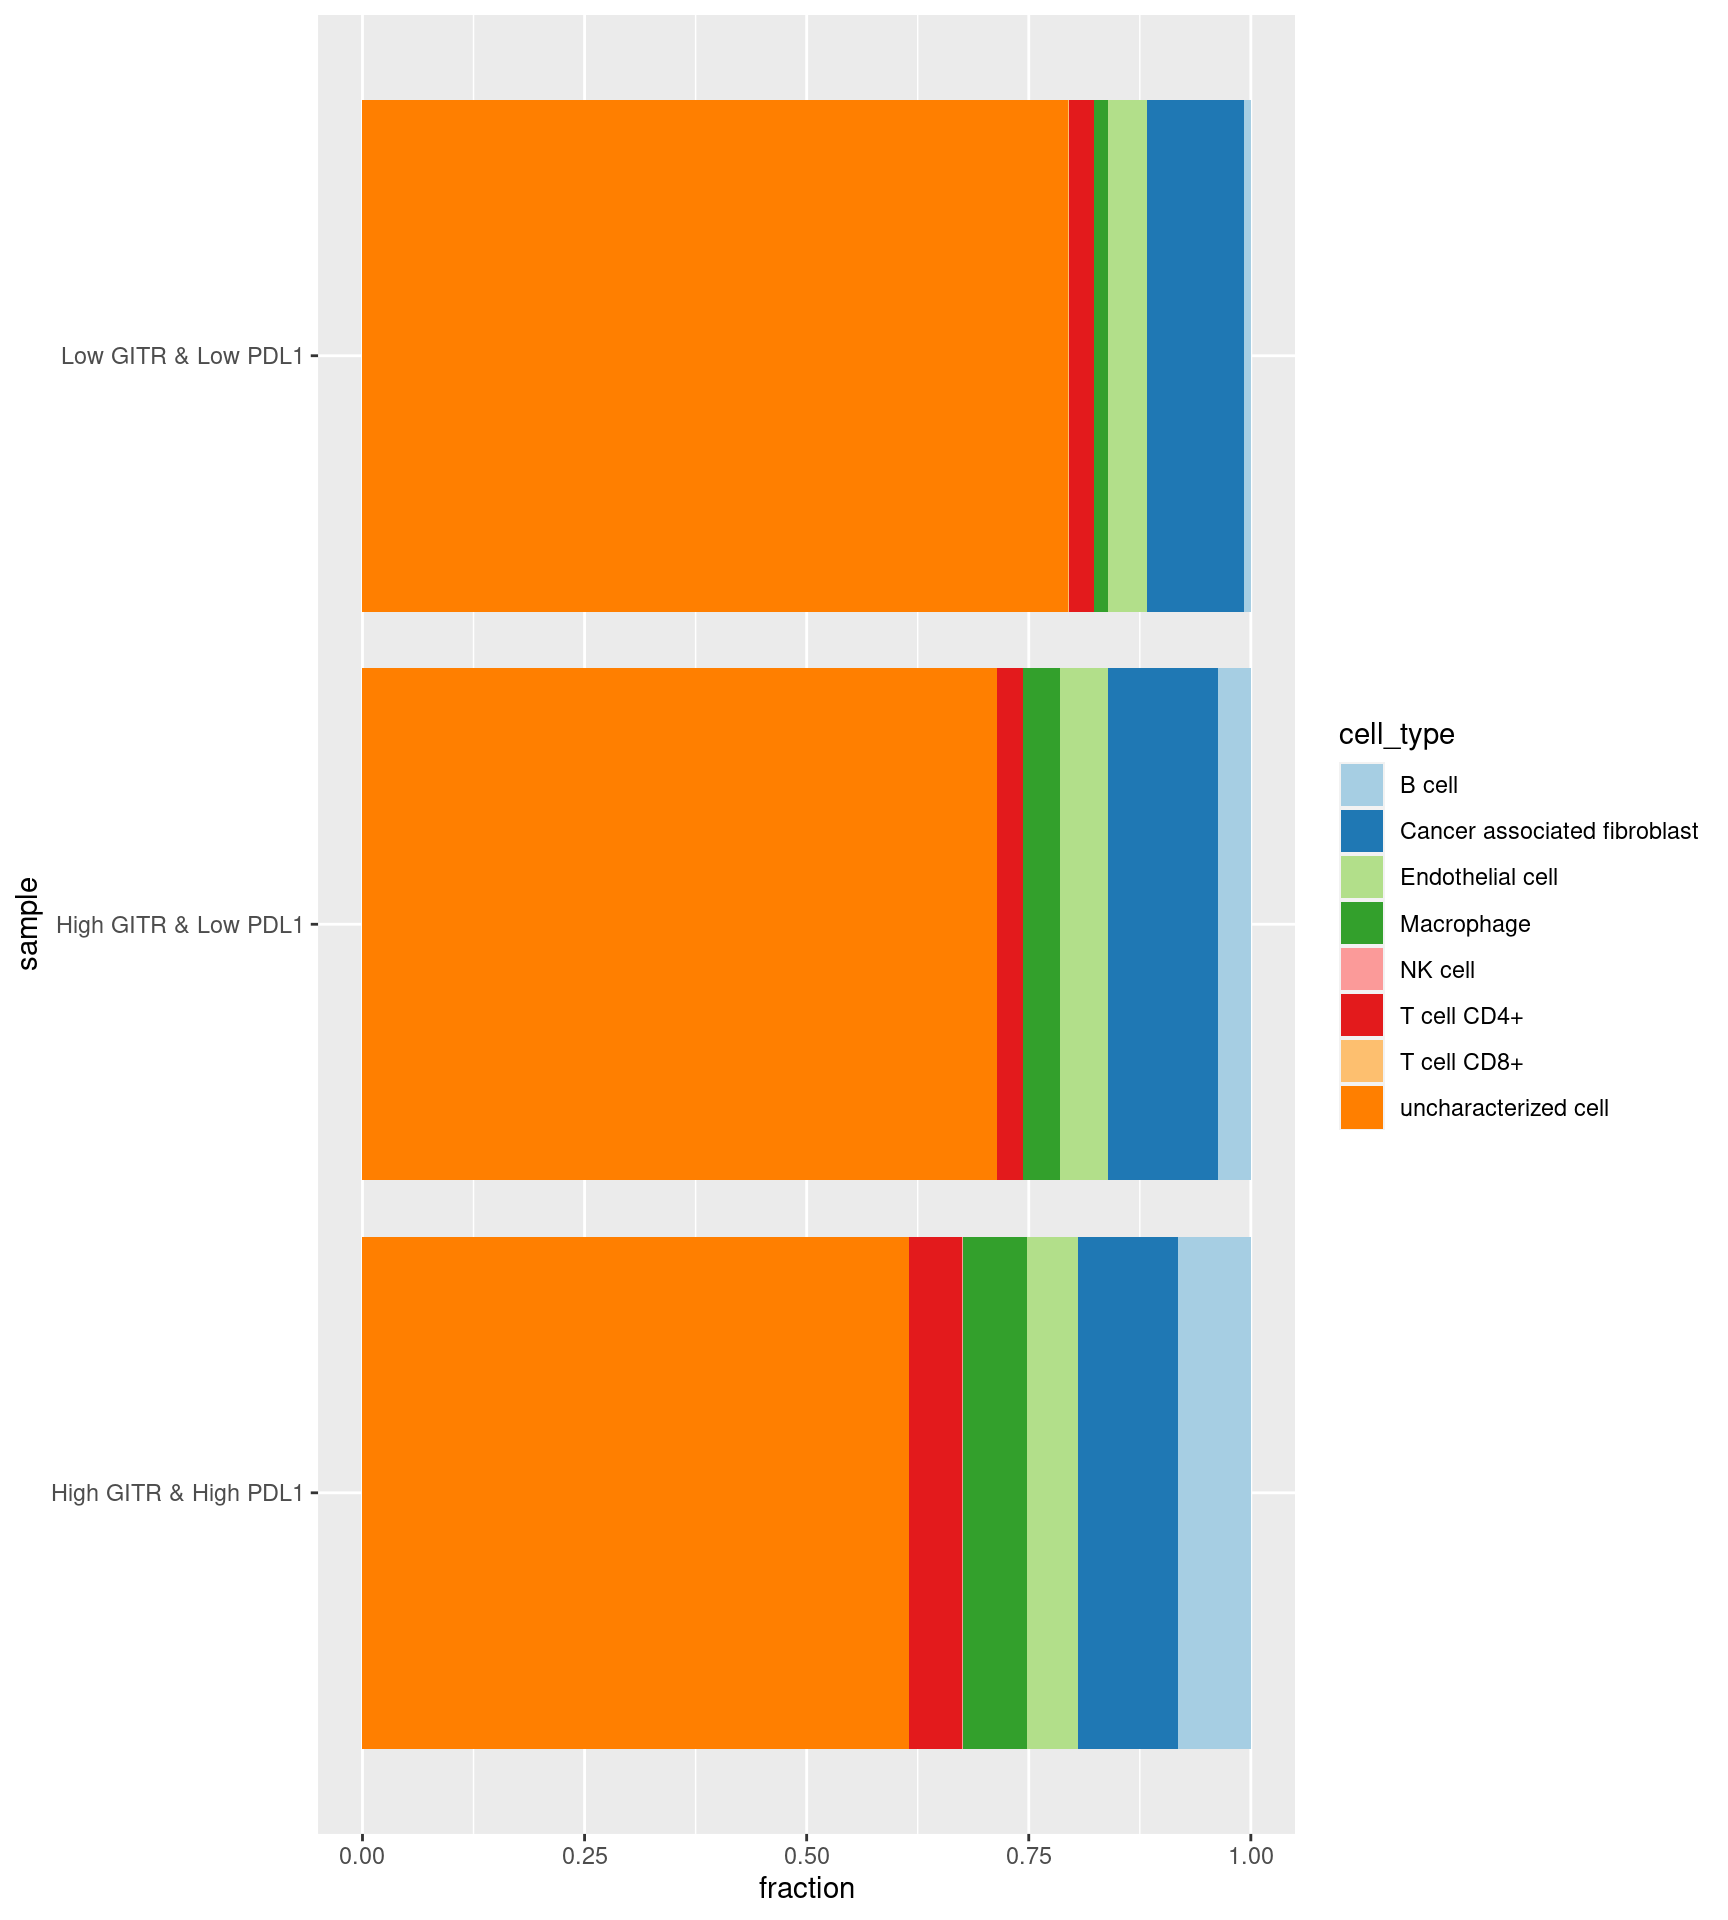 Low GITR & Low PDL1
High GITR & Low PDL1
High GITR & High PDL1
sample
0.00
0.25
0.50
0.75
1.00
fraction
cell_type
B cell
Cancer associated fibroblast
Endothelial cell
Macrophage
NK cell
T cell CD4+
T cell CD8+
uncharacterized cell